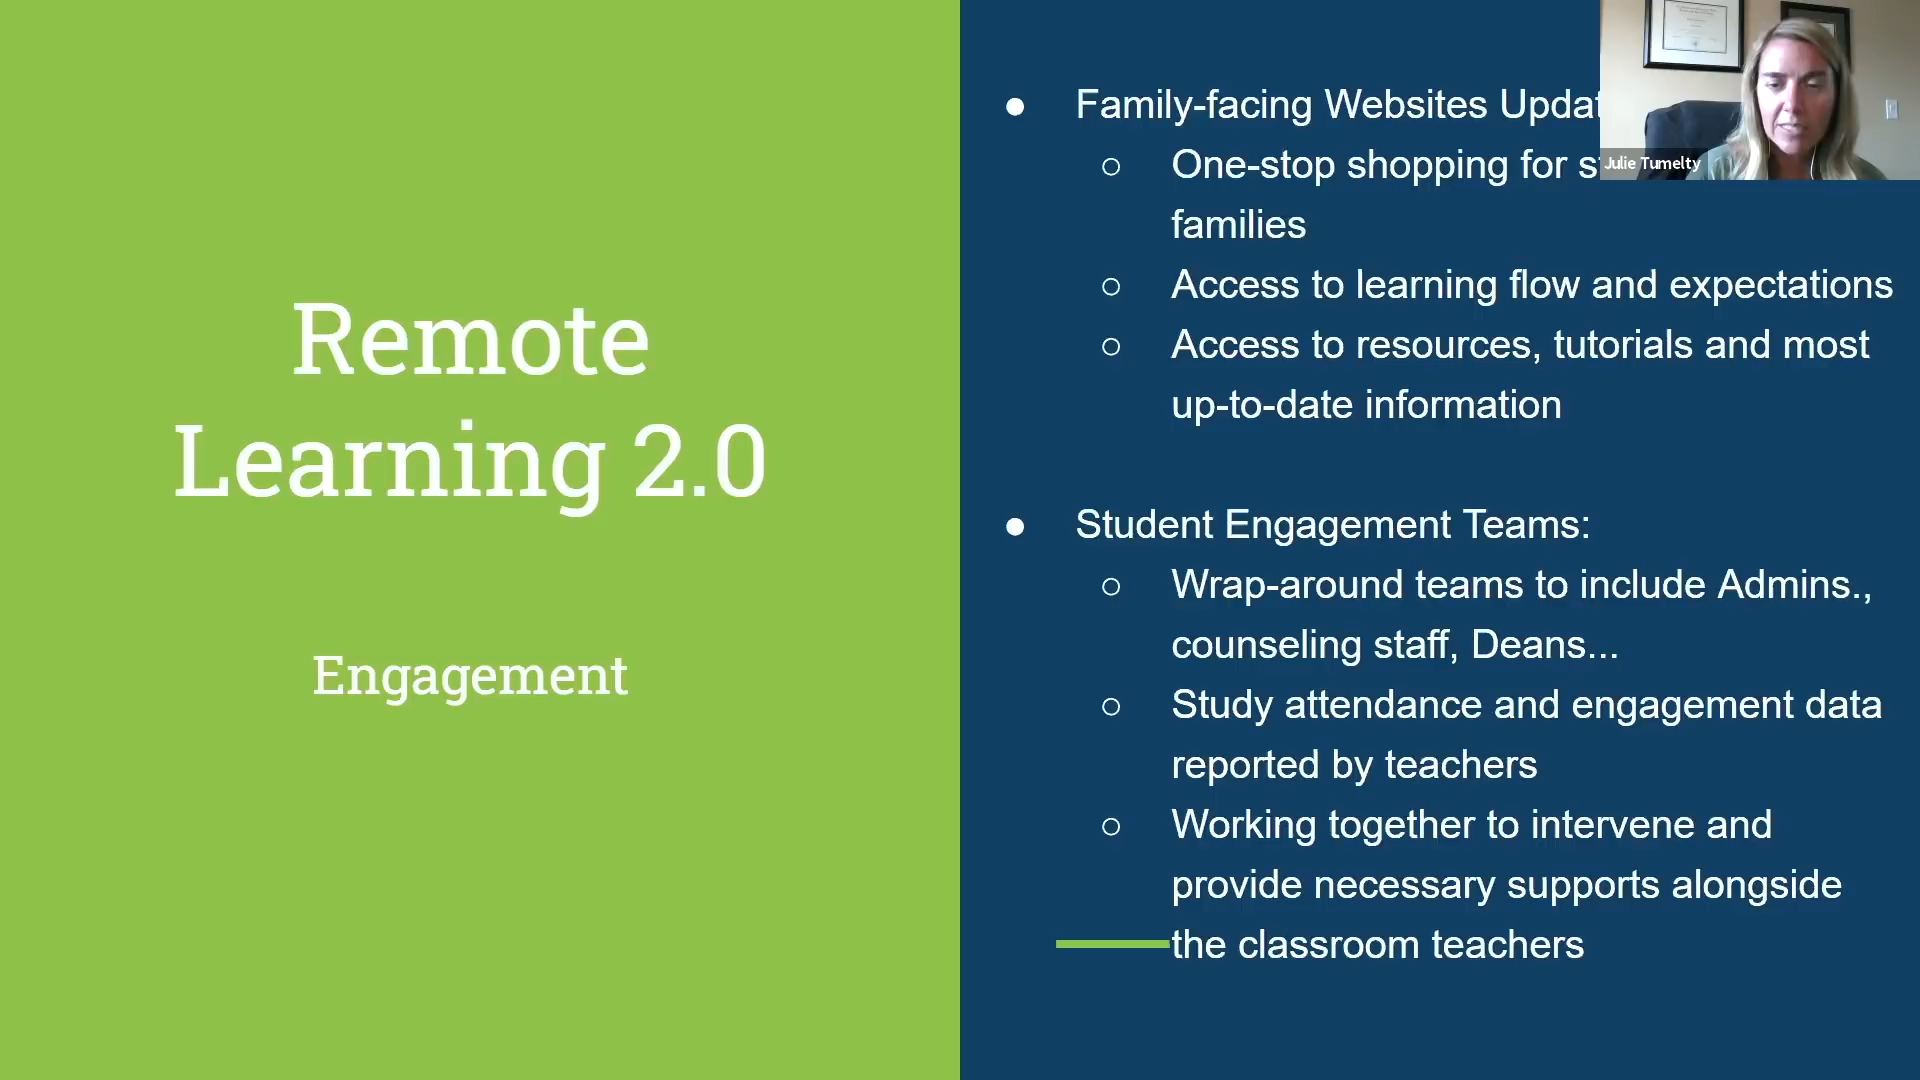 Remote
Learning 2.0
Engagement
● Family-facing Websites
○ One-stop shopping for
families
○ Access to learning flow and expectations
○ Access to resources, tutorials and most
up-to-date information
● Student Engagement Teams:
○ Wrap-around teams to include Admins.,
counseling staff, Deans...
○ Study attendance and engagement data
reported by teachers
○ Working together to intervene and
provide necessary supports alongside
the classroom teachers
Julie Tumelty